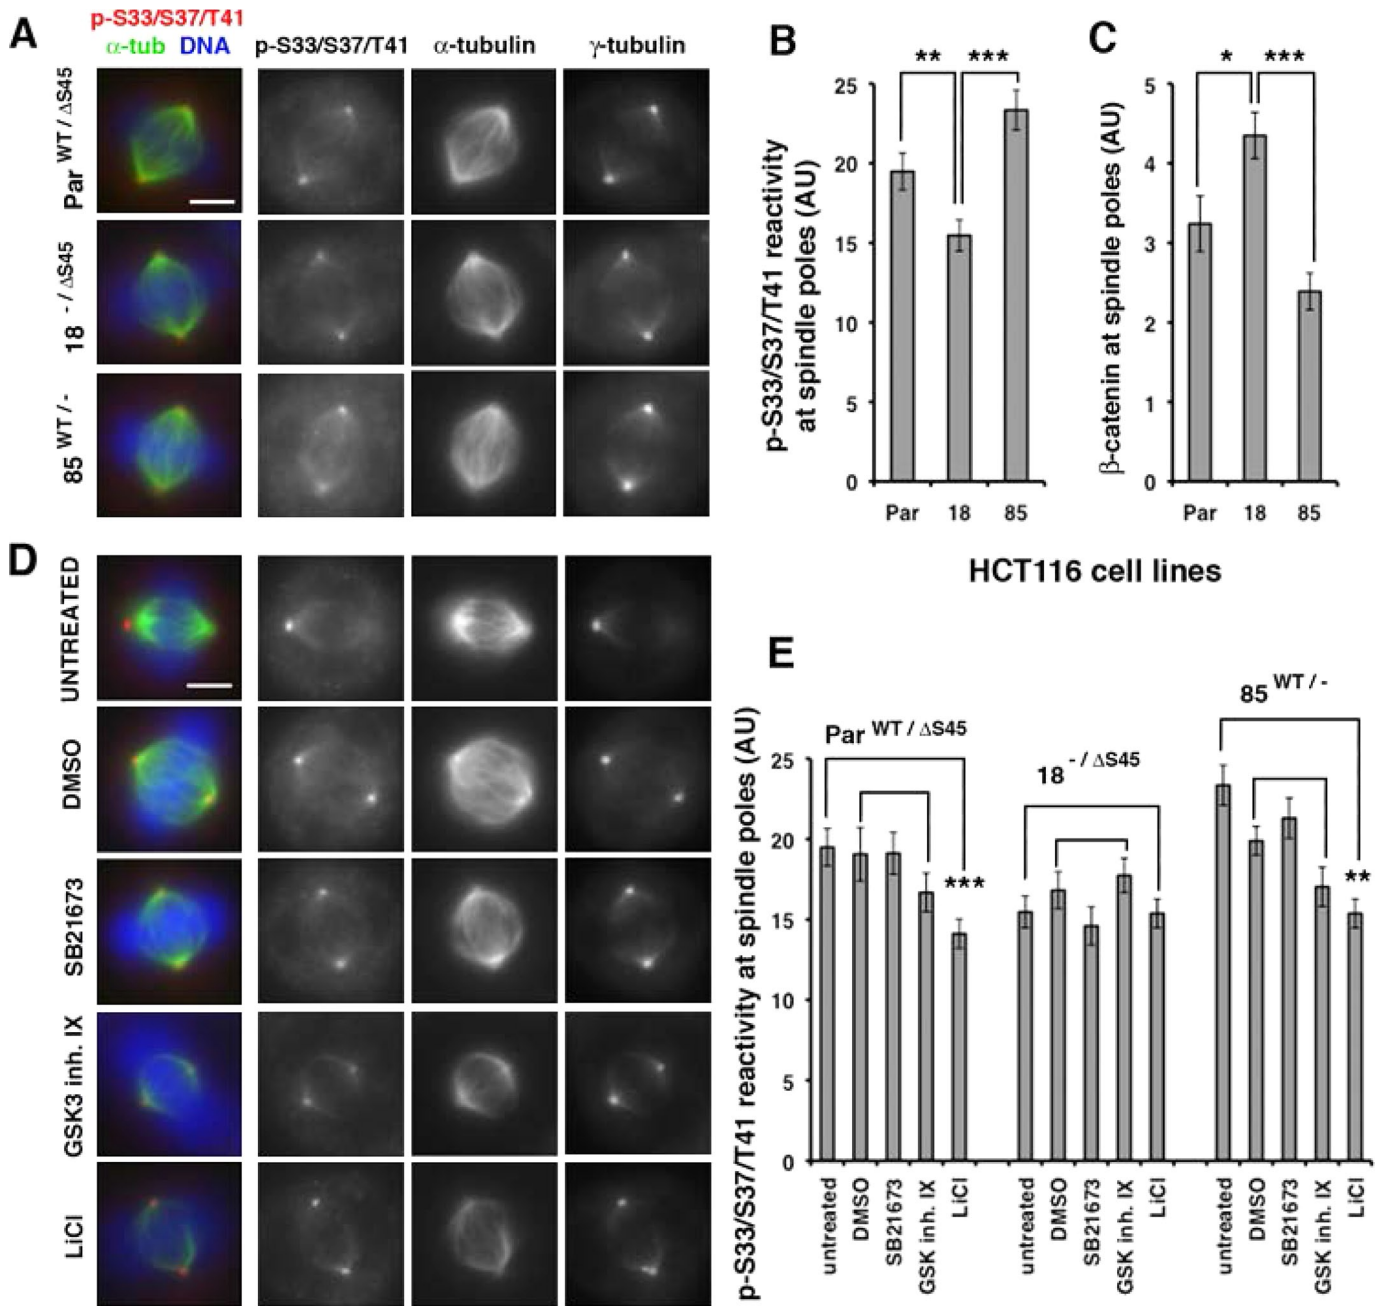 A
p-S33/S37/T41
α-tub DNA
p-S33/S37/T41
α-tubulin
γ-tubulin
Par WT / ΔS45
18 - / ΔS45
85 WT / -
B
** ***
p-S33/S37/T41 reactivity
at spindle poles (AU)
25
20
15
10
5
0
Par 18 85
C
* ***
β-catenin at spindle poles (AU)
5
4
3
2
1
0
Par 18 85
HCT116 cell lines
D
UNTREATED
DMSO
SB21673
GSK3 inh. IX
LiCl
E
p-S33/S37/T41 reactivity at spindle poles (AU)
Par WT / ΔS45
18 - / ΔS45
85 WT / -
25
20
15
10
5
0
***
**
untreated
DMSO
SB21673
GSK inh. IX
LiCl
untreated
DMSO
SB21673
GSK inh. IX
LiCl
untreated
DMSO
SB21673
GSK inh. IX
LiCl